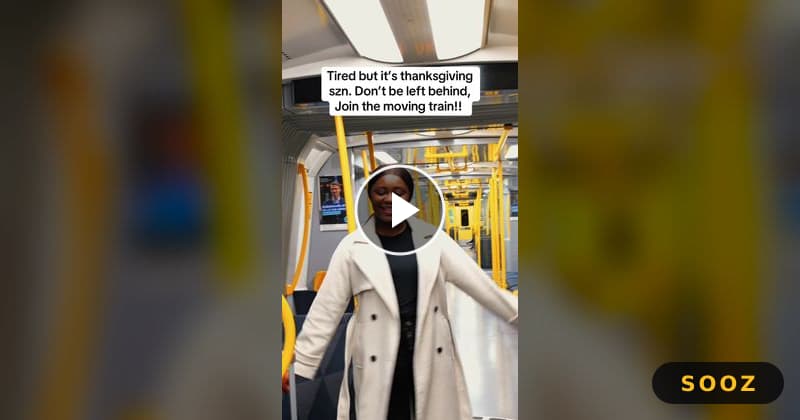 Tired but it's thanksgiving
szn. Don't be left behind,
Join the moving train!!
SOOZ